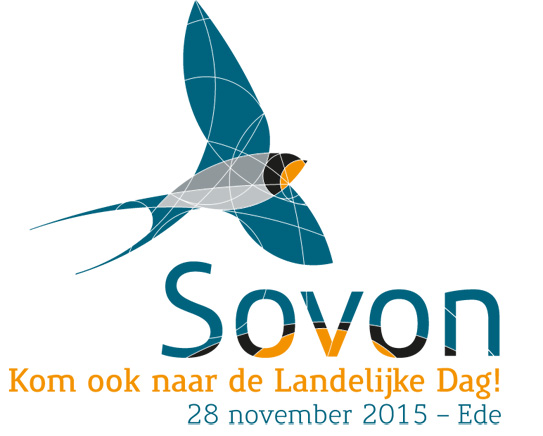 Sovon
Kom ook naar de Landelijke Dag!
28 november 2015 – Ede